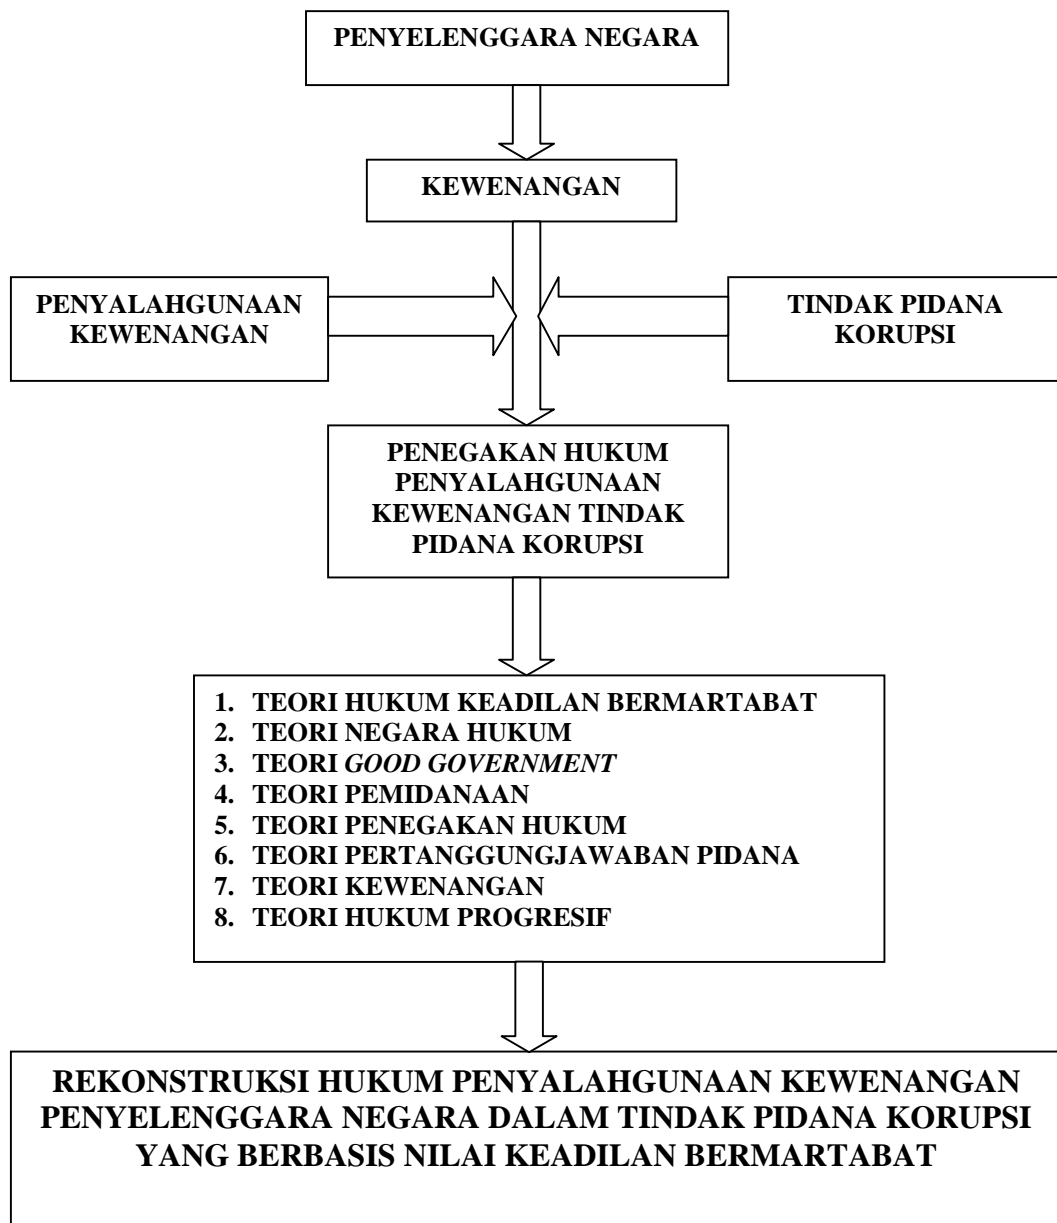 PENYELENGGARA NEGARA
KEWENANGAN
PENYALAHGUNAAN
KEWENANGAN
TINDAK PIDANA
KORUPSI
PENEGAKAN HUKUM
PENYALAHGUNAAN
KEWENANGAN TINDAK
PIDANA KORUPSI
1. TEORI HUKUM KEADILAN BERMARTABAT
2. TEORI NEGARA HUKUM
3. TEORI GOOD GOVERNMENT
4. TEORI PEMIDANAAN
5. TEORI PENEGAKAN HUKUM
6. TEORI PERTANGGUNGJAWABAN PIDANA
7. TEORI KEWENANGAN
8. TEORI HUKUM PROGRESIF
REKONSTRUKSI HUKUM PENYALAHGUNAAN KEWENANGAN
PENYELENGGARA NEGARA DALAM TINDAK PIDANA KORUPSI
YANG BERBASIS NILAI KEADILAN BERMARTABAT